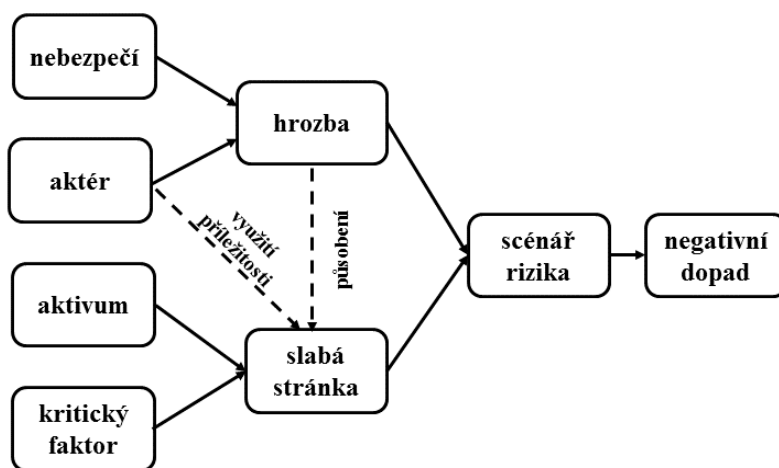 nebezpečí
hrozba
aktér
využití
příležitosti
působení
scénář
rizika
negativní
dopad
aktivum
slabá
stránka
kritický
faktor